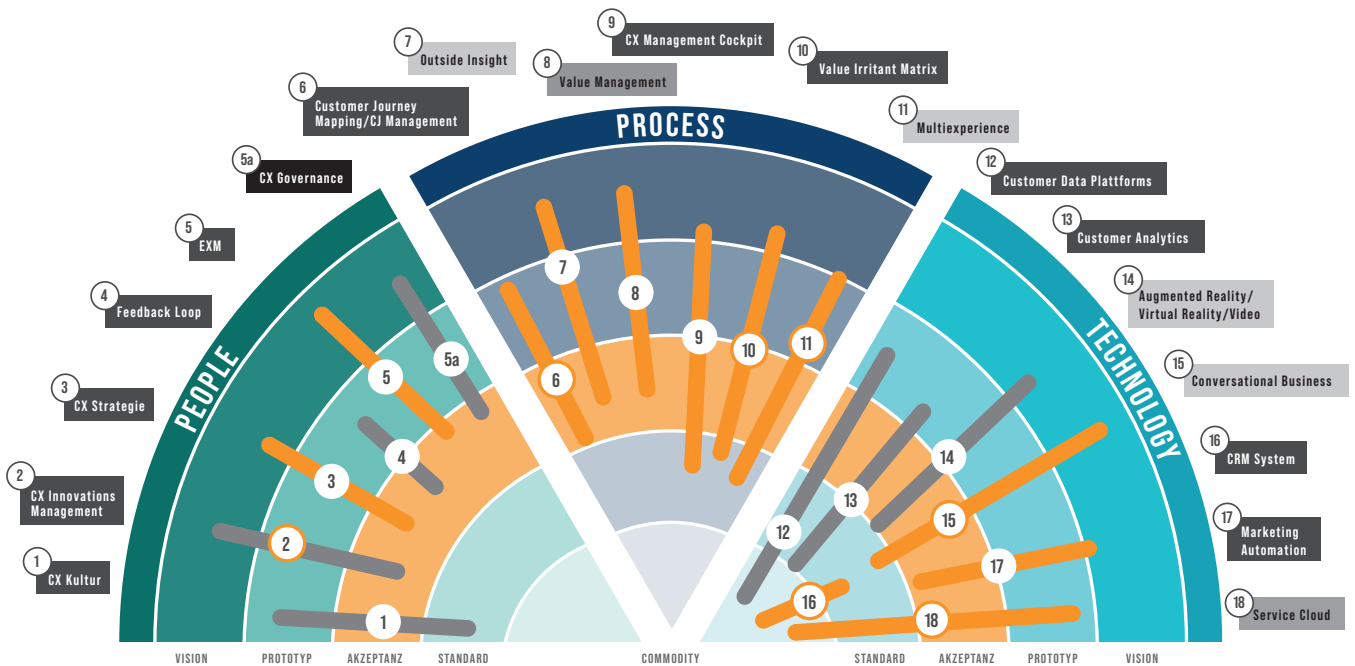 1
CX Kultur
2
CX Innovations
Management
3
CX Strategie
4
Feedback Loop
5
EXM
5a
CX Governance
6
Customer Journey
Mapping/CJ Management
7
Outside Insight
8
Value Management
9
CX Management Cockpit
10
Value Irritant Matrix
11
Multiexperience
12
Customer Data Plattforms
13
Customer Analytics
14
Augmented Reality/
Virtual Reality/Video
15
Conversational Business
16
CRM System
17
Marketing
Automation
18
Service Cloud
PEOPLE
PROCESS
TECHNOLOGY
1
2
3
4
5
5a
6
7
8
9
10
11
12
13
14
15
16
17
18
VISION
PROTOTYP
AKZEPTANZ
STANDARD
COMMODITY
STANDARD
AKZEPTANZ
PROTOTYP
VISION